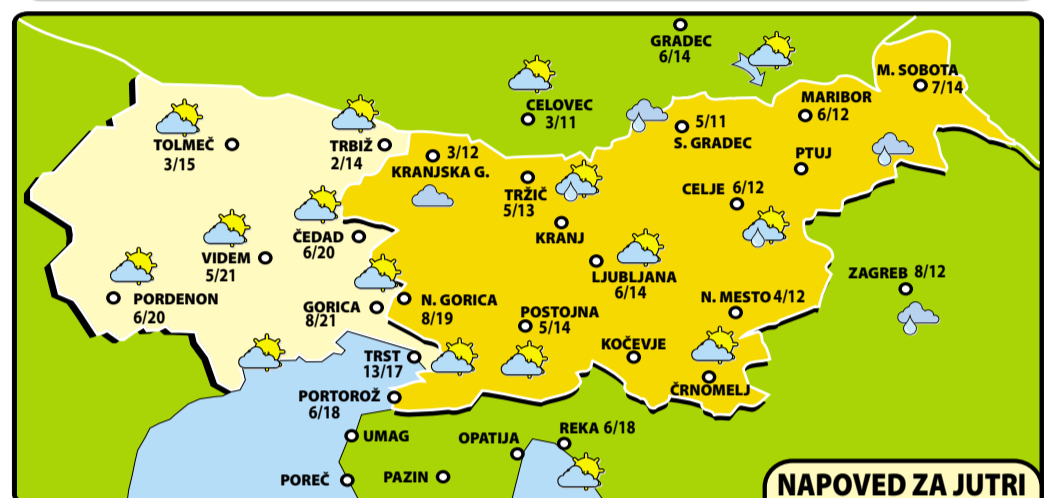 GRADEC
6/14
M. SOBOTA
7/14
CELOVEC
3/11
MARIBOR
6/12
5/11
S. GRADEC
TOLMEČ
3/15
TRBIŽ
2/14
3/12
KRANJSKA G.
PTUJ
TRŽIČ
5/13
CELJE 6/12
KRANJ
ČEDAD
6/20
VIDEM
5/21
LJUBLJANA
6/14
ZAGREB 8/12
PORDENON
6/20
GORICA
8/21
N. GORICA
8/19
N. MESTO 4/12
POSTOJNA
5/14
KOČEVJE
TRST
13/17
ČRNOMELJ
PORTOROŽ
6/18
UMAG
OPATIJA
REKA 6/18
POREČ
PAZIN
NAPOVED ZA JUTRI